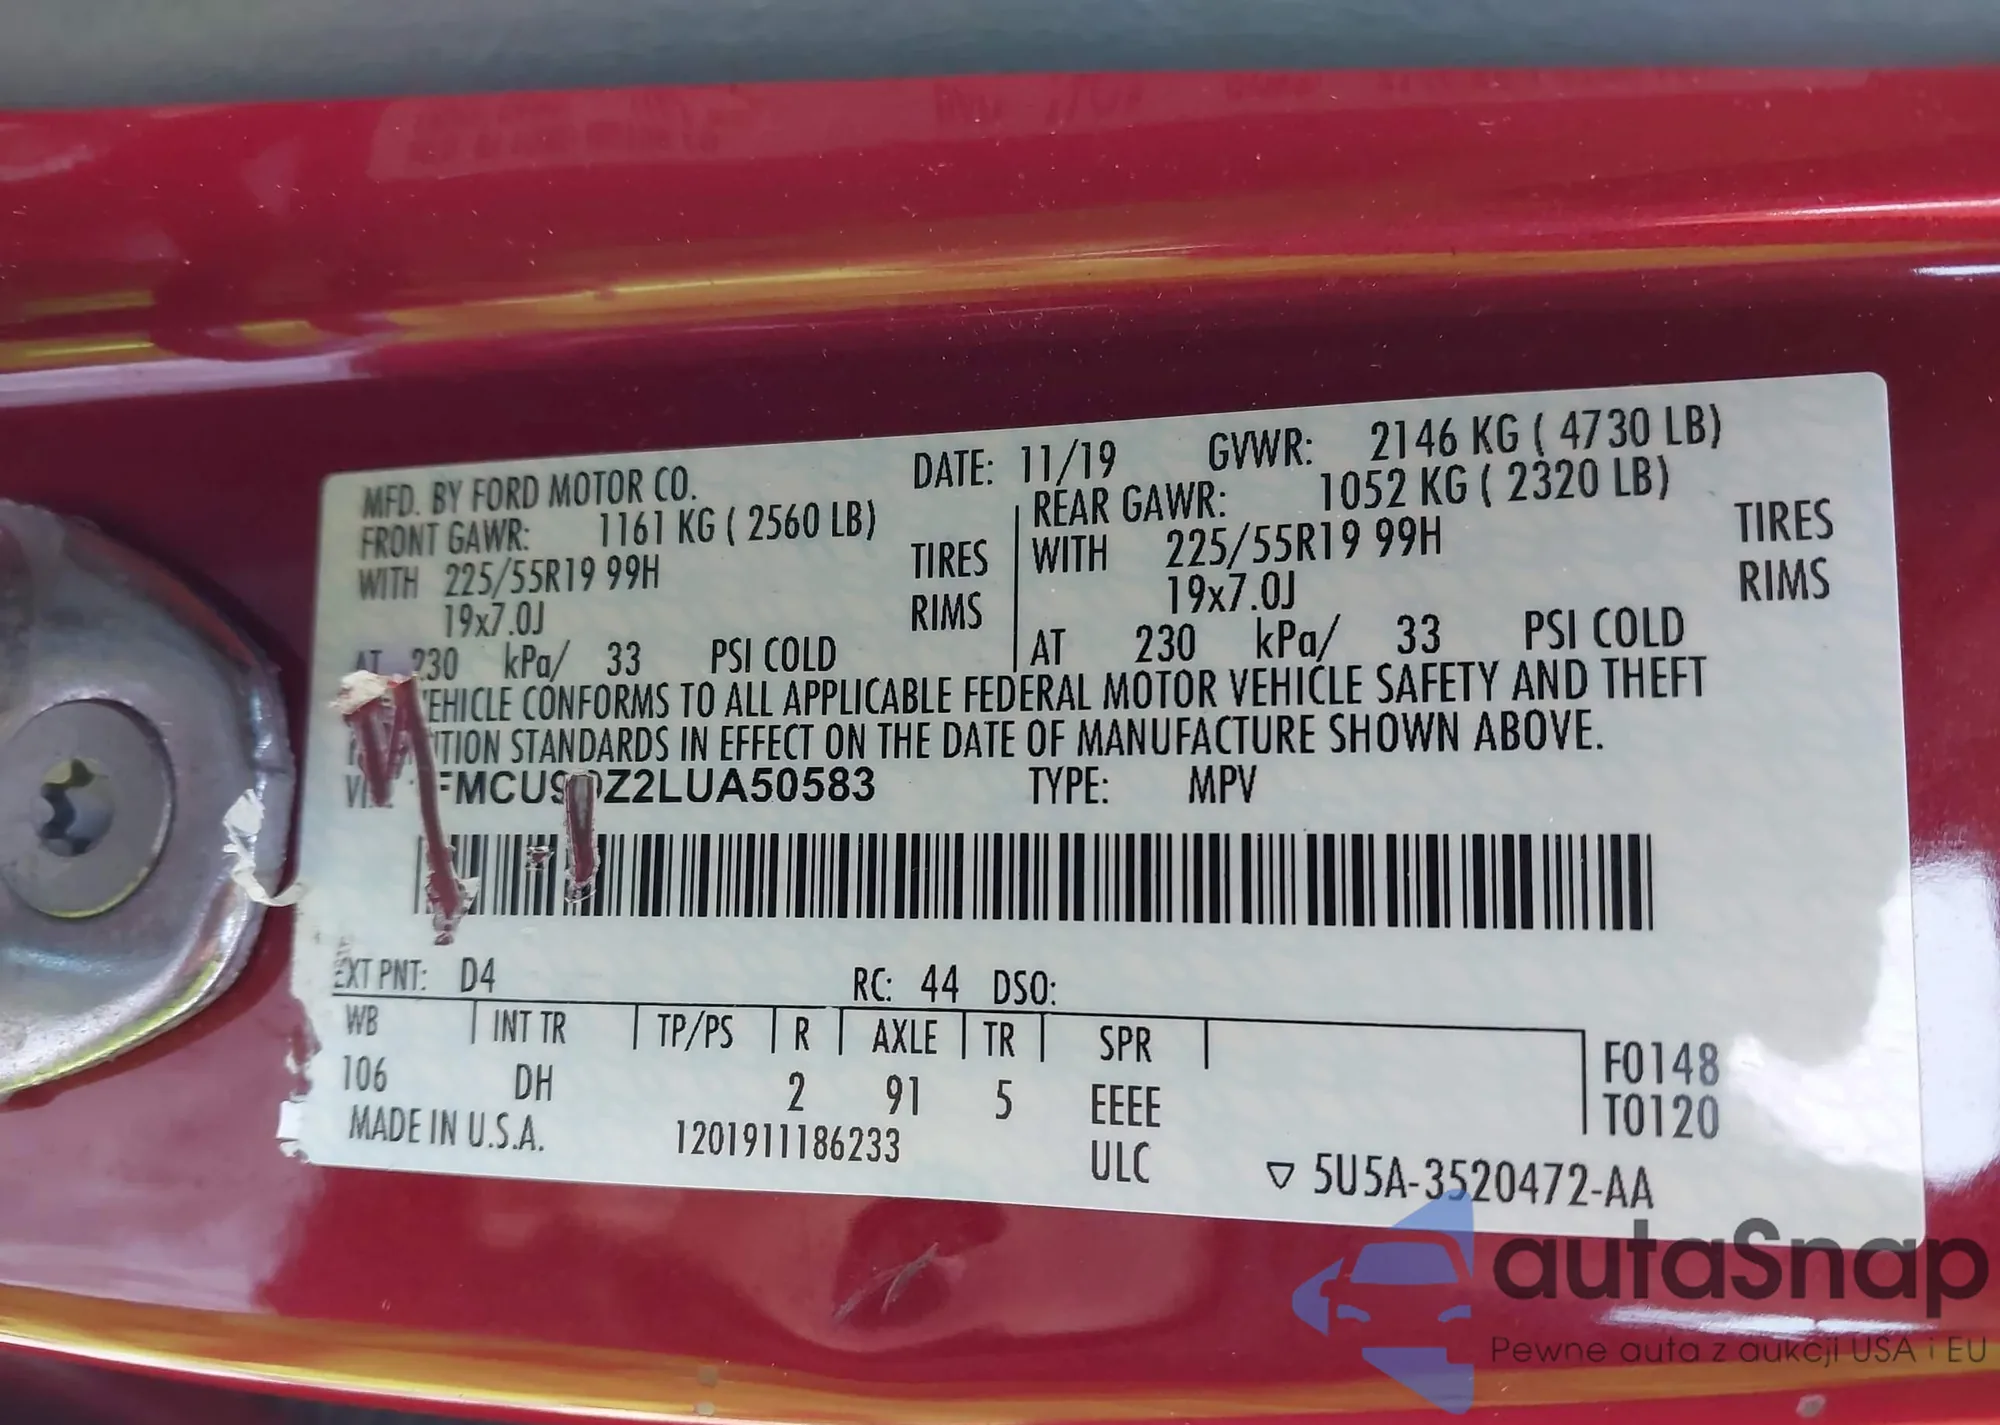 MFD. BY FORD MOTOR CO. DATE: 11/19 GVWR: 2146 KG ( 4730 LB)
FRONT GAWR: 1161 KG ( 2560 LB) REAR GAWR: 1052 KG ( 2320 LB)
WITH 225/55R19 99H TIRES WITH 225/55R19 99H TIRES
19x7.0J RIMS 19x7.0J RIMS
AT 230 kPa/ 33 PSI COLD AT 230 kPa/ 33 PSI COLD
CONFORMS TO ALL APPLICABLE FEDERAL MOTOR VEHICLE SAFETY AND THEFT
STANDARDS IN EFFECT ON THE DATE OF MANUFACTURE SHOWN ABOVE.
TYPE: MPV
EXT PNT: D4 RC: 44 DSO:
WB INT TR TP/PS R AXLE TR SPR
F0148
106 DH 2 91 5 EEEE
T0120
MADE IN U.S.A. 1201911186233 ULC ▽ 5U5A-3520472-AA
autaSnap
Pewne auta z aukcji USA i EU